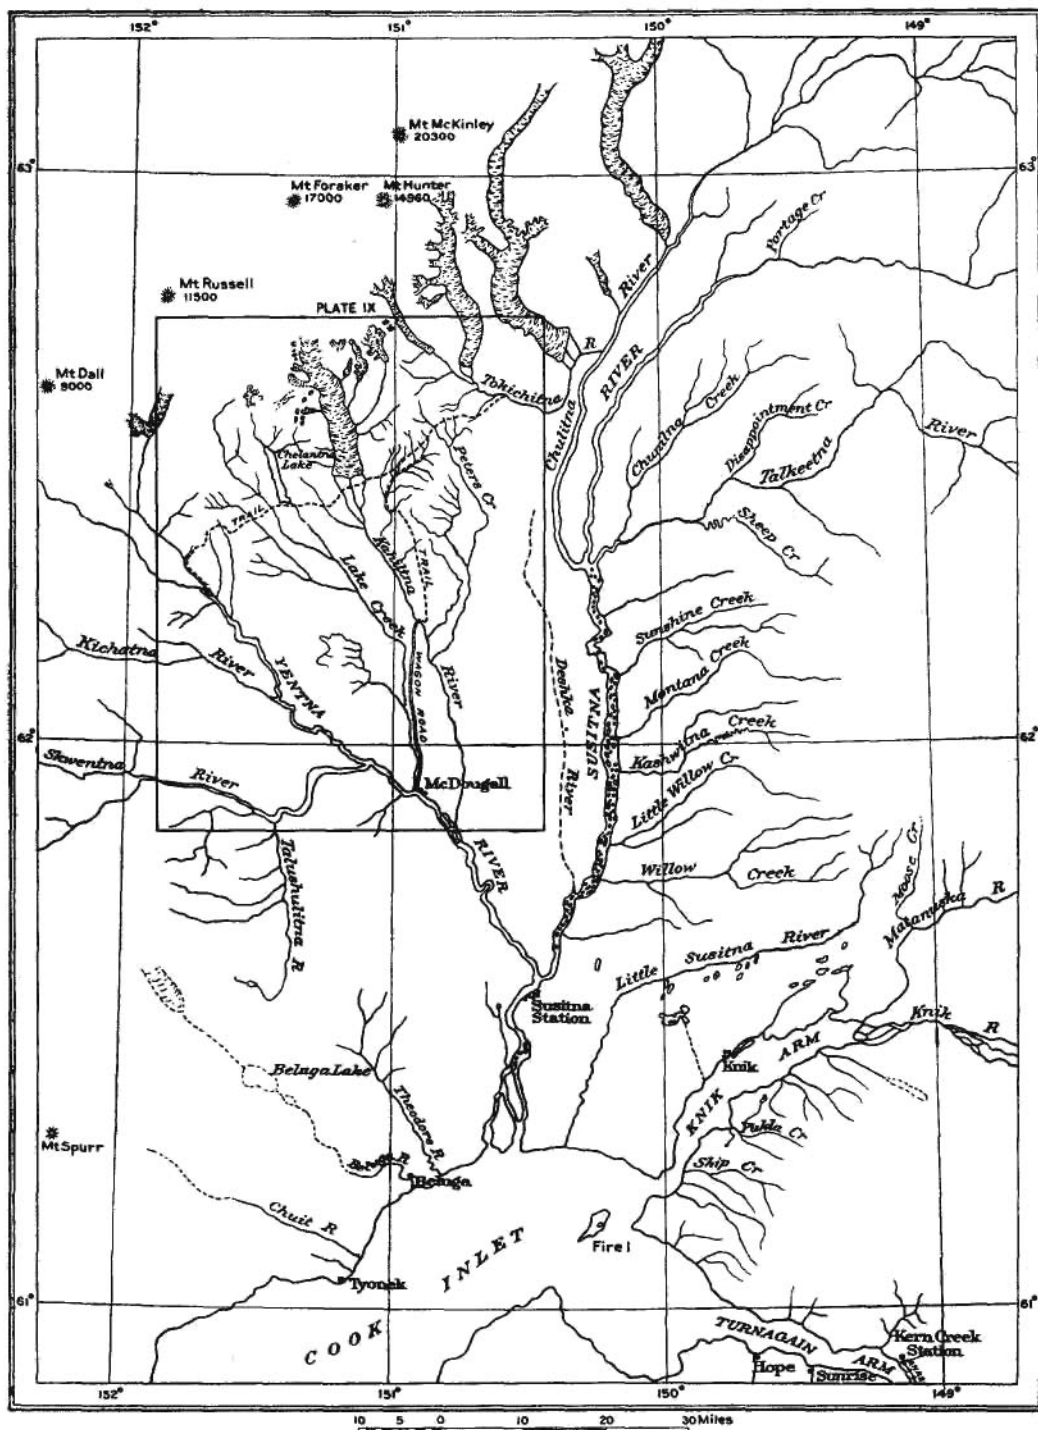 152°
151°
150°
149°
Mt McKinley
20300
63°
63°
Mt Foraker
17000
Mt Hunter
14960
Portage Cr
River
Mt Russell
11500
PLATE IX
R
RIVER
Mt Dall
9000
Tokichitna
Chulitna
Chunilna
Creek
Disappointment Cr
River
Talkeetna
Chelantna
Lake
Peters Cr
TRAIL
Sheep Cr
Kahiltna
TRAIL
Lake Creek
Sunshine Creek
Kichatna
River
YENTNA
WAGON ROAD
River
Deshka
River
SUSITNA
Montana Creek
62°
62°
Kashwitna Creek
Skwentna
River
McDougall
Little Willow Cr
RIVER
Talushulitna R
Willow
Creek
Moose Cr
Matanuska R
Little Susitna River
Susitna
Station
Knik
R
ARM
Knik
KNIK
Beluga Lake
Theodore R
Mt Spurr
Yukla Cr
Beluga R
Beluga
Ship Cr
Chuit R
Fire I
Tyonek
COOK INLET
61°
61°
TURNAGAIN
ARM
Kern Creek
Station
Hope
Sunrise
152°
151°
150°
149°
10 5 0 10 20 30 Miles